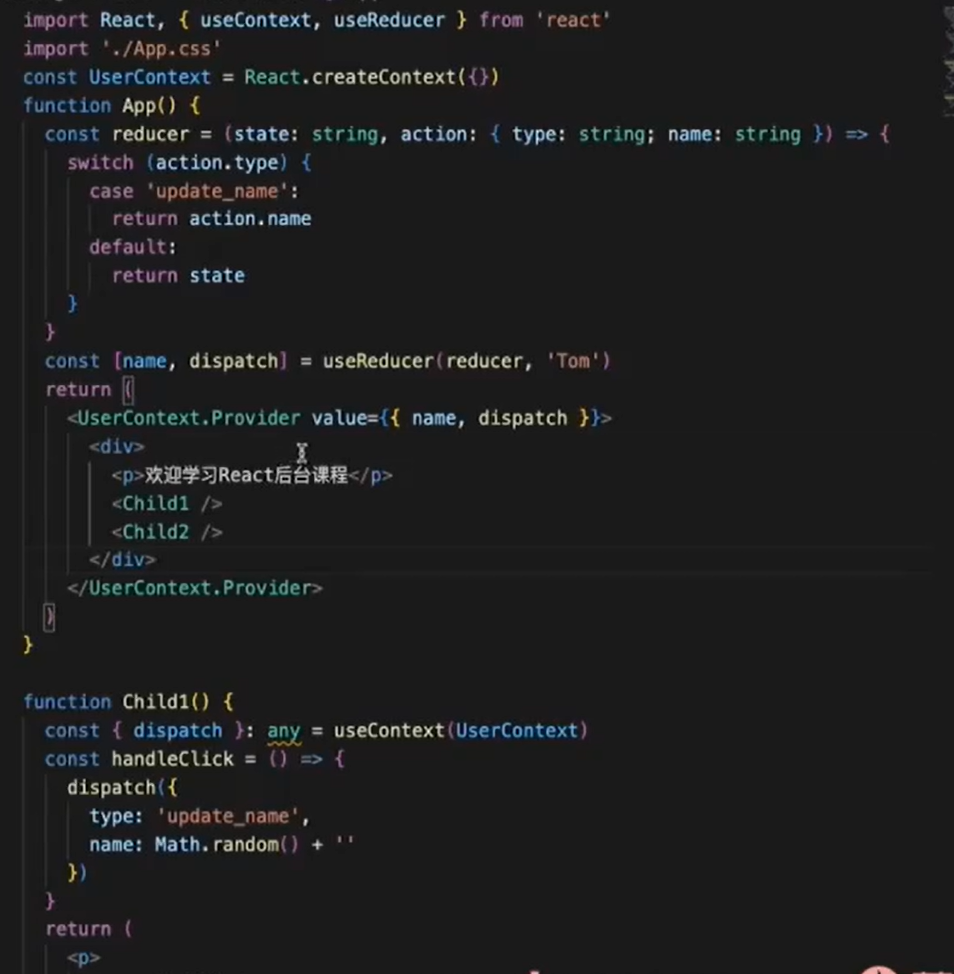 import React, { useContext, useReducer } from 'react'
import './App.css'
const UserContext = React.createContext({})
function App() {
  const reducer = (state: string, action: { type: string; name: string }) => {
    switch (action.type) {
      case 'update_name':
        return action.name
      default:
        return state
    }
  }
  const [name, dispatch] = useReducer(reducer, 'Tom')
  return (
    <UserContext.Provider value={{ name, dispatch }}>
      <div>
        <p>欢迎学习React后台课程</p>
        <Child1 />
        <Child2 />
      </div>
    </UserContext.Provider>
  )
}

function Child1() {
  const { dispatch }: any = useContext(UserContext)
  const handleClick = () => {
    dispatch({
      type: 'update_name',
      name: Math.random() + ''
    })
  }
  return (
    <p>